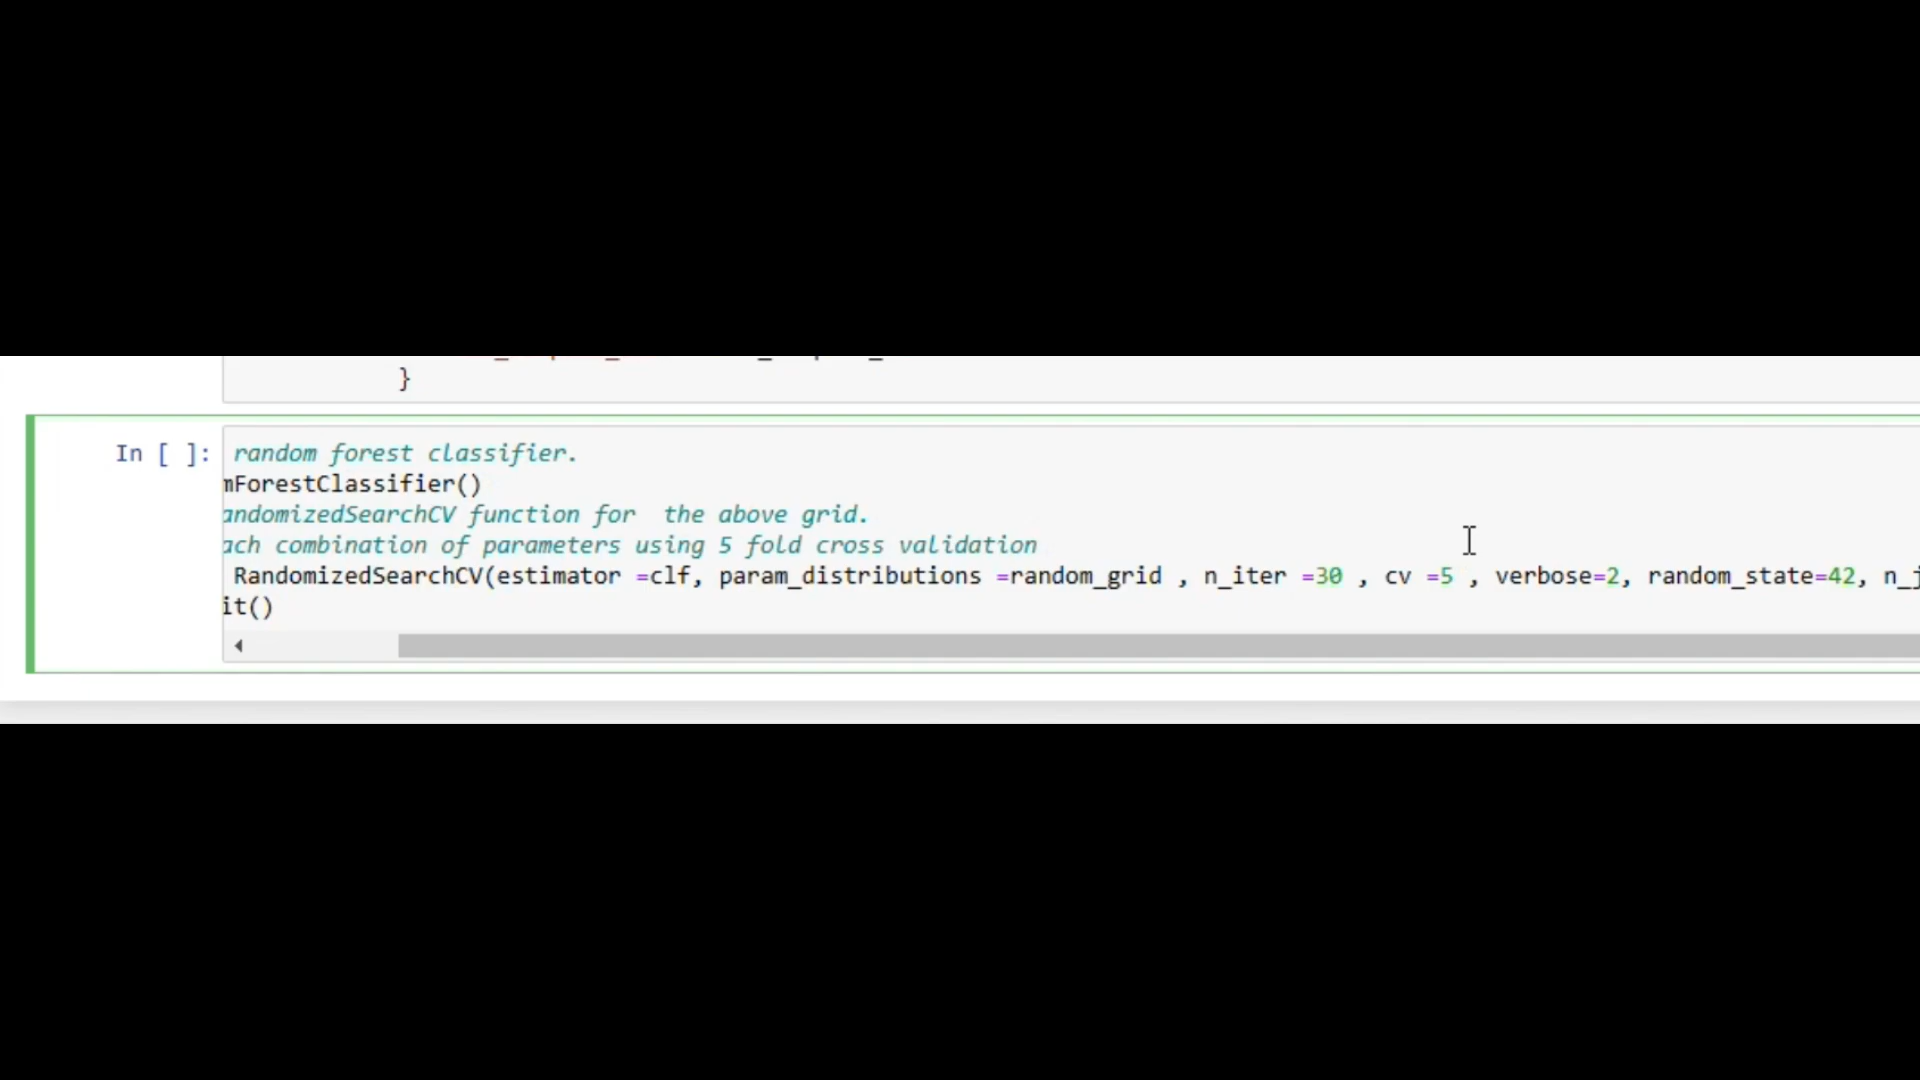 }
In [ ]:
random forest classifier.
mForestClassifier()
andomizedSearchCV function for  the above grid.
ach combination of parameters using 5 fold cross validation
RandomizedSearchCV(estimator =clf, param_distributions =random_grid , n_iter =30 , cv =5 , verbose=2, random_state=42, n_j
it()